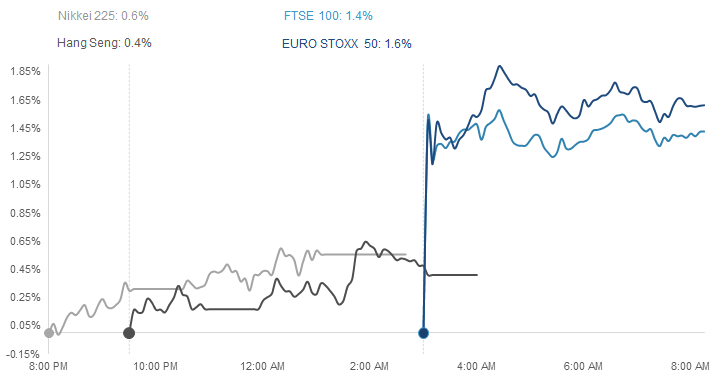 Nikkei 225: 0.6%
FTSE 100: 1.4%
Hang Seng: 0.4%
EURO STOXX 50: 1.6%
1.85%
1.65%
1.45%
1.25%
1.05%
0.85%
0.65%
0.45%
0.25%
0.05%
-0.15%
8:00 PM 10:00 PM 12:00 AM 2:00 AM 4:00 AM 6:00 AM 8:00 AM